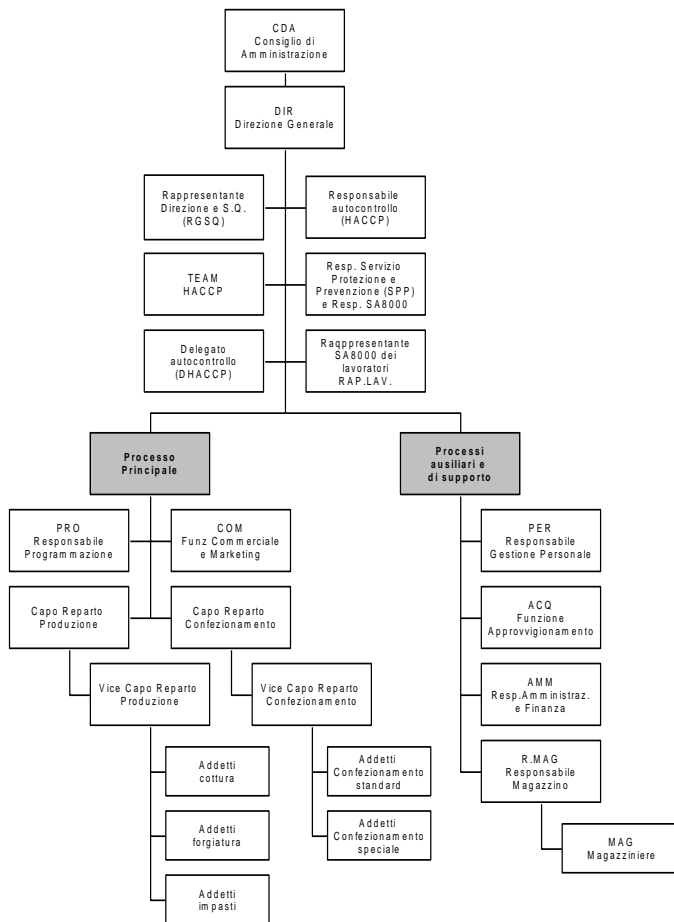 CDA
Consiglio di
Amministrazione
DIR
Direzione Generale
Rappresentante
Direzione e S.Q.
(RGSQ)
Responsabile
autocontrollo
(HACCP)
TEAM
HACCP
Resp. Servizio
Protezione e
Prevenzione (SPP)
e Resp. SA8000
Delegato
autocontrollo
(DHACCP)
Raqppresentante
SA8000 dei
lavoratori
RAP.LAV.
Processo
Principale
Processi
ausiliari e
di supporto
PRO
Responsabile
Programmazione
COM
Funz Commerciale
e Marketing
PER
Responsabile
Gestione Personale
Capo Reparto
Produzione
Capo Reparto
Confezionamento
ACQ
Funzione
Approvvigionamento
Vice Capo Reparto
Produzione
Vice Capo Reparto
Confezionamento
AMM
Resp.Amministraz.
e Finanza
Addetti
cottura
Addetti
Confezionamento
standard
R.MAG
Responsabile
Magazzino
Addetti
forgiatura
Addetti
Confezionamento
speciale
MAG
Magazziniere
Addetti
impasti